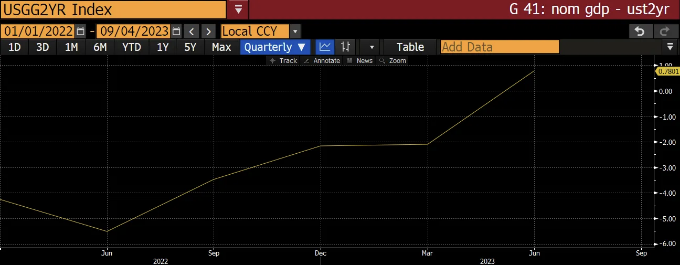 USGG2YR Index G 41: nom gdp - ust2yr
01/01/2022 - 09/04/2023 Local CCY
1D 3D 1M 6M YTD 1Y 5Y Max Quarterly ▼ Table Add Data
Track Annotate News Zoom
1.00
0.7801
0.00
-1.00
-2.00
-3.00
-4.00
-5.00
-6.00
Jun Sep Dec Mar Jun Sep
2022 2023